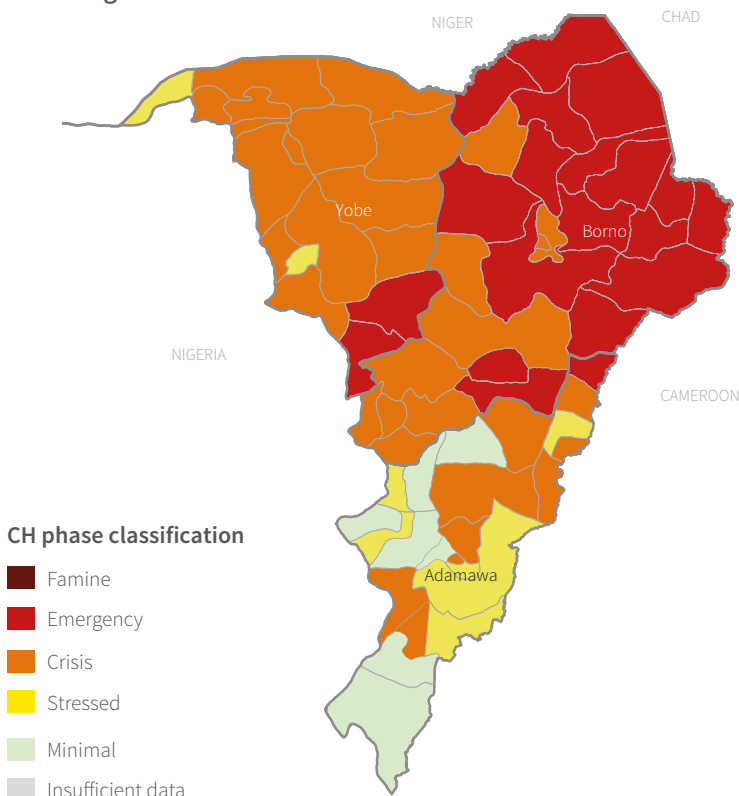 NIGER
CHAD
Yobe
Borno
NIGERIA
CAMEROON
CH phase classification
Famine
Emergency
Crisis
Stressed
Minimal
Insufficient data
Adamawa